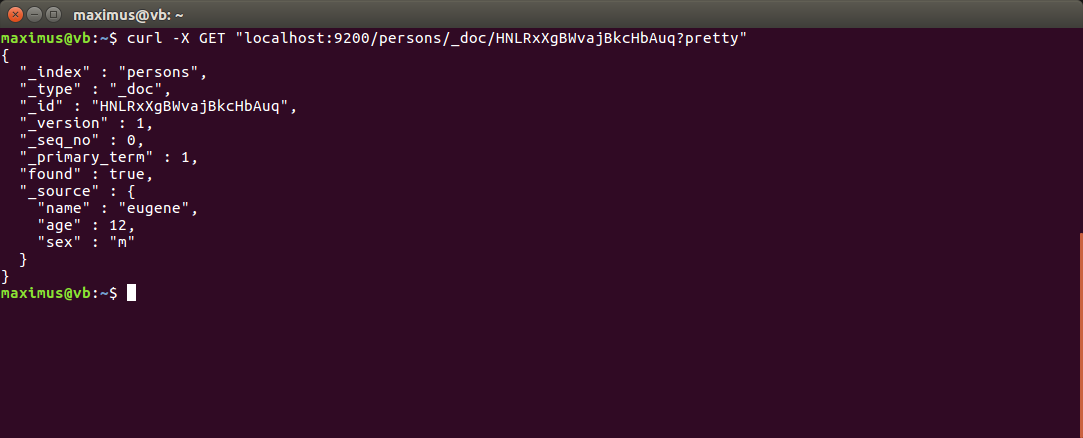 maximus@vb: ~
maximus@vb:~$ curl -X GET "localhost:9200/persons/_doc/HNLRxXgBWvajBkcHbAuq?pretty"
{
  "_index" : "persons",
  "_type" : "_doc",
  "_id" : "HNLRxXgBWvajBkcHbAuq",
  "_version" : 1,
  "_seq_no" : 0,
  "_primary_term" : 1,
  "found" : true,
  "_source" : {
    "name" : "eugene",
    "age" : 12,
    "sex" : "m"
  }
}
maximus@vb:~$